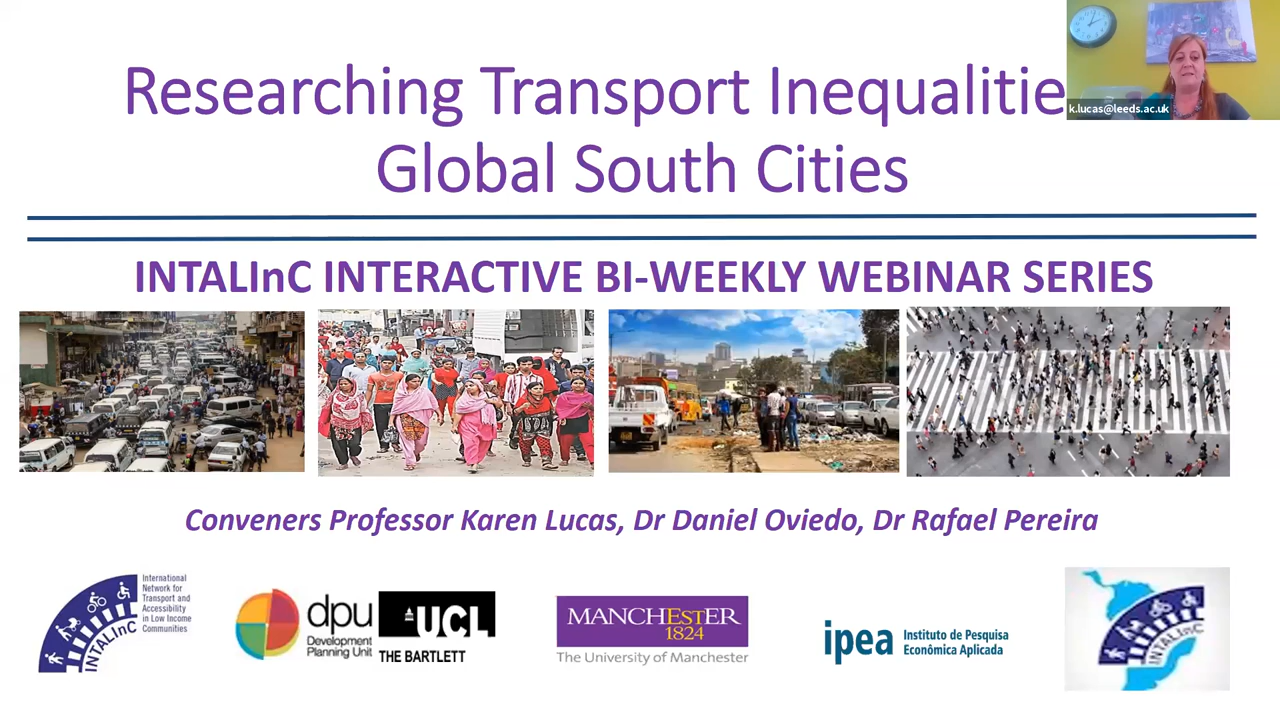 Researching Transport Inequalitie
k.lucas@leeds.ac.uk
Global South Cities
INTALInC INTERACTIVE BI-WEEKLY WEBINAR SERIES
Conveners Professor Karen Lucas, Dr Daniel Oviedo, Dr Rafael Pereira
International
Network for
Transport and
Accessibility
in Low Income
Communities
INTALInC
dpu
Development
Planning Unit
UCL
THE BARTLETT
MANCHESTER
1824
The University of Manchester
ipea
Instituto de Pesquisa
Econômica Aplicada
INTALInC